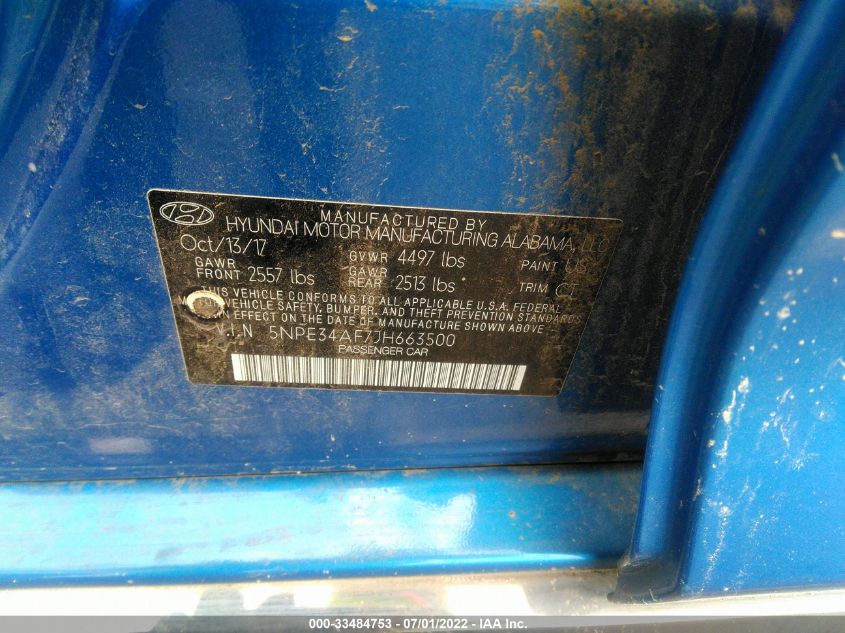 MANUFACTURED BY
HYUNDAI MOTOR MANUFACTURING ALABAMA, LLC
Oct/13/17 GVWR 4497 lbs PAINT US
GAWR FRONT 2557 lbs GAWR REAR 2513 lbs TRIM CT
THIS VEHICLE CONFORMS TO ALL APPLICABLE U.S.A. FEDERAL
VEHICLE SAFETY, BUMPER, AND THEFT PREVENTION STANDARDS
IN EFFECT ON THE DATE OF MANUFACTURE SHOWN ABOVE.
V.I.N 5NPE34AF7JH663500
PASSENGER CAR
000-33484753 - 07/01/2022 - IAA Inc.